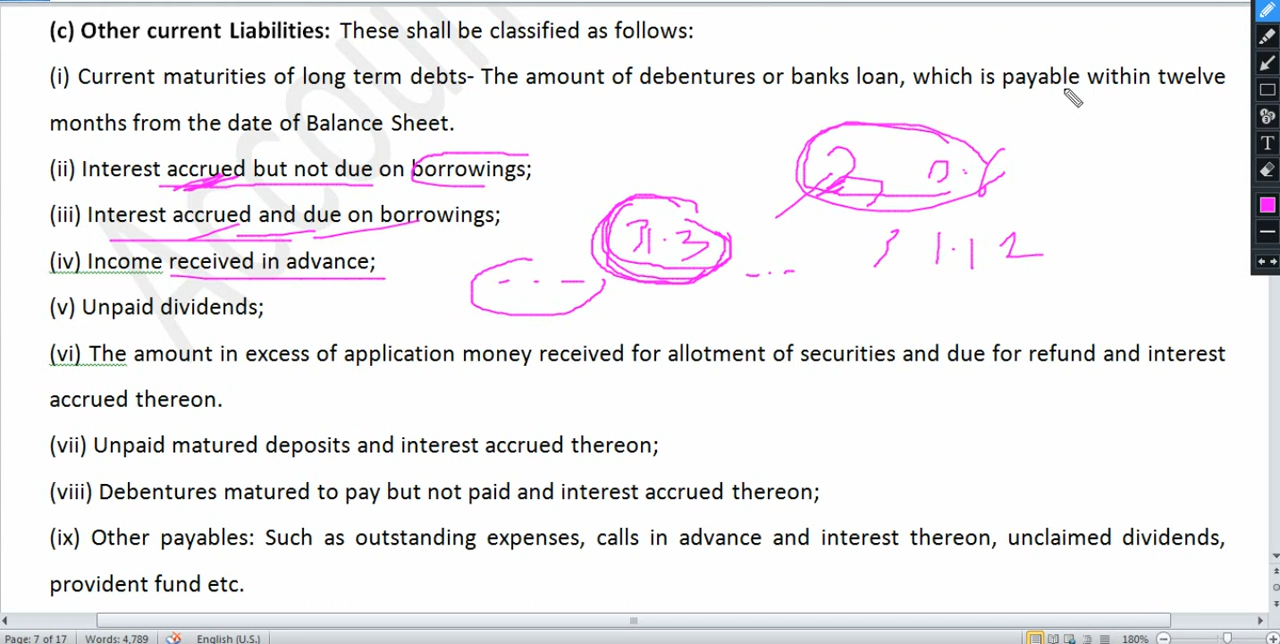 (c) Other current Liabilities: These shall be classified as follows:
(i) Current maturities of long term debts- The amount of debentures or banks loan, which is payable within twelve
months from the date of Balance Sheet.
(ii) Interest accrued but not due on borrowings;
(iii) Interest accrued and due on borrowings;
31.3
31.12
(iv) Income received in advance;
(v) Unpaid dividends;
(vi) The amount in excess of application money received for allotment of securities and due for refund and interest
accrued thereon.
(vii) Unpaid matured deposits and interest accrued thereon;
(viii) Debentures matured to pay but not paid and interest accrued thereon;
(ix) Other payables: Such as outstanding expenses, calls in advance and interest thereon, unclaimed dividends,
provident fund etc.
Page: 7 of 17 Words: 4,789 English (U.S.) 180%